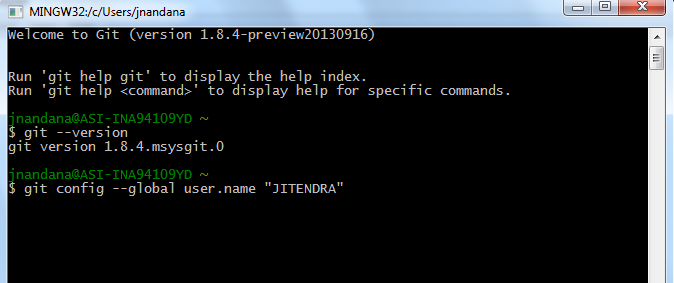 MINGW32:/c/Users/jnandana
Welcome to Git (version 1.8.4-preview20130916)
Run 'git help git' to display the help index.
Run 'git help <command>' to display help for specific commands.
jnandana@ASI-INA94109YD ~
$ git --version
git version 1.8.4.msysgit.0
jnandana@ASI-INA94109YD ~
$ git config --global user.name "JITENDRA"